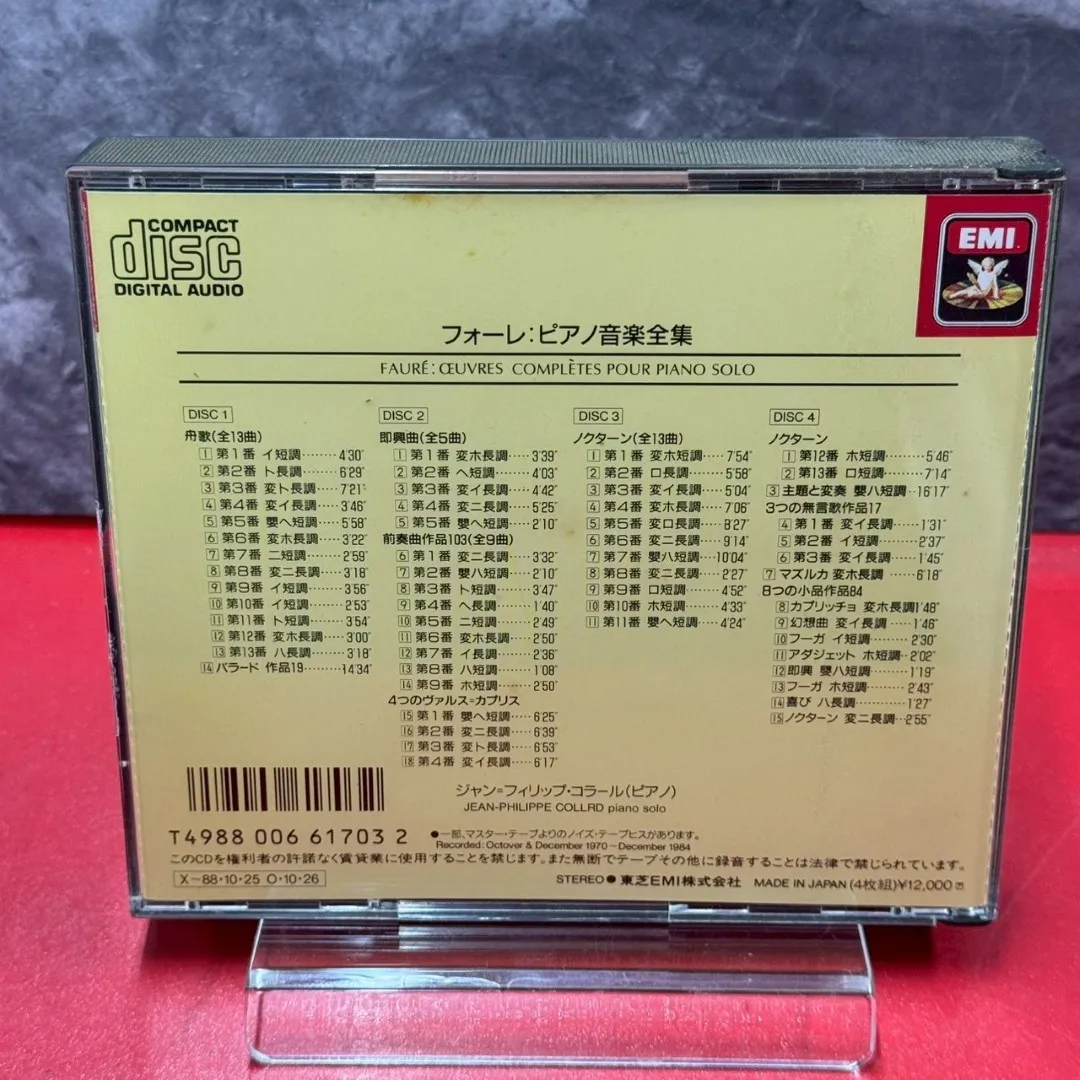 COMPACT
disc
DIGITAL AUDIO
EMI
フォーレ:ピアノ音楽全集
FAURÉ: ŒUVRES COMPLÈTES POUR PIANO SOLO
DISC 1
舟歌(全13曲)
1 第1番 イ短調……4'30"
2 第2番 ト長調……6'29"
3 第3番 変ト長調……7'21"
4 第4番 変イ長調……3'46"
5 第5番 嬰ヘ短調……5'58"
6 第6番 変ホ長調……3'22"
7 第7番 ニ短調……2'59"
8 第8番 変ニ長調……3'18"
9 第9番 イ短調……3'56"
10 第10番 イ短調……2'53"
11 第11番 ト短調……3'54"
12 第12番 変ホ長調……3'00"
13 第13番 ハ長調……3'18"
14 バラード 作品19……14'34"
DISC 2
即興曲(全5曲)
1 第1番 変ホ長調……3'39"
2 第2番 ヘ短調……4'03"
3 第3番 変イ長調……4'42"
4 第4番 変ニ長調……5'25"
5 第5番 嬰ヘ短調……2'10"
前奏曲作品103(全9曲)
6 第1番 変ニ長調……3'32"
7 第2番 嬰ハ短調……2'10"
8 第3番 ト短調……3'47"
9 第4番 ヘ長調……1'40"
10 第5番 ニ短調……2'49"
11 第6番 変ホ短調……2'50"
12 第7番 イ長調……2'36"
13 第8番 ハ短調……1'08"
14 第9番 ホ短調……2'50"
4つのヴァルス=カプリス
15 第1番 嬰ヘ短調……6'25"
16 第2番 変ニ長調……6'39"
17 第3番 変ト長調……6'53"
18 第4番 変イ長調……6'17"
DISC 3
ノクターン(全13曲)
1 第1番 変ホ短調……7'54"
2 第2番 ロ長調……5'58"
3 第3番 変イ長調……5'04"
4 第4番 変ホ長調……7'06"
5 第5番 変ロ長調……8'27"
6 第6番 変ニ長調……9'14"
7 第7番 嬰ハ短調……10'04"
8 第8番 変ニ長調……2'27"
9 第9番 ロ短調……4'52"
10 第10番 ホ短調……4'33"
11 第11番 嬰ヘ短調……4'24"
DISC 4
ノクターン
1 第12番 ホ短調……5'46"
2 第13番 ロ短調……7'14"
3 主題と変奏 嬰ハ短調……16'17"
3つの無言歌作品17
4 第1番 変イ長調……1'31"
5 第2番 イ短調……2'37"
6 第3番 変イ長調……1'45"
7 マズルカ 変ホ長調……6'18"
8つの小品作品84
8 カプリッチョ 変ホ長調1'48"
9 幻想曲 変イ長調……1'46"
10 フーガ イ短調……2'30"
11 アダジェット ホ短調…2'02"
12 即興 嬰ハ短調……1'19"
13 フーガ ホ短調……2'43"
14 喜び ハ長調……1'27"
15 ノクターン 変ニ長調…2'55"
ジャン=フィリップ・コラール(ピアノ)
JEAN-PHILIPPE COLLRD piano solo
T4988 006 61703 2
●一部、マスター・テープよりのノイズ・テープヒスがあります。
Recorded: Octover & December 1970~December 1984
このCDを権利者の許諾なく賃貸業に使用することを禁じます。また無断でテープその他に録音することは法律で禁じられています。
X~88・10・25 O・10・26
STEREO ● 東芝EMI株式会社 MADE IN JAPAN (4枚組)¥12,000